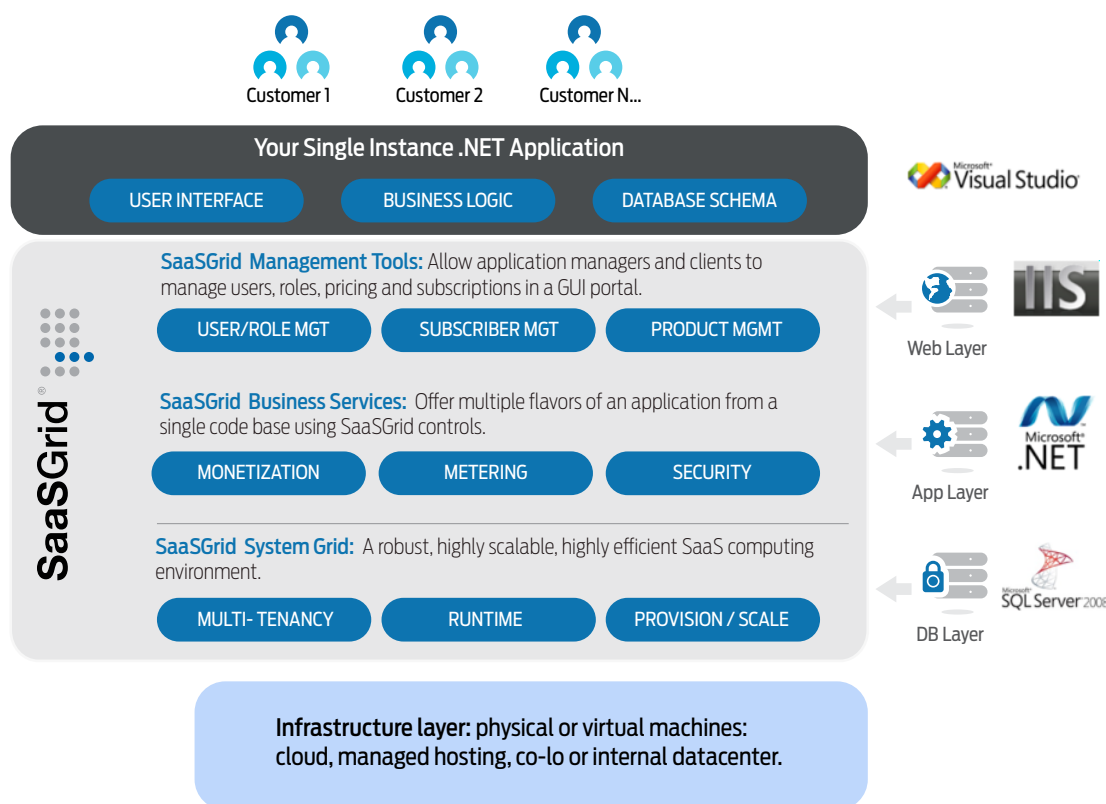 Customer 1
Customer 2
Customer N...
Your Single Instance .NET Application
USER INTERFACE
BUSINESS LOGIC
DATABASE SCHEMA
Microsoft®
Visual Studio®
SaaSGrid®
SaaSGrid Management Tools: Allow application managers and clients to
manage users, roles, pricing and subscriptions in a GUI portal.
USER/ROLE MGT
SUBSCRIBER MGT
PRODUCT MGMT
Web Layer
IIS
SaaSGrid Business Services: Offer multiple flavors of an application from a
single code base using SaaSGrid controls.
MONETIZATION
METERING
SECURITY
App Layer
Microsoft®
.NET
SaaSGrid System Grid: A robust, highly scalable, highly efficient SaaS computing
environment.
MULTI- TENANCY
RUNTIME
PROVISION / SCALE
DB Layer
Microsoft®
SQL Server 2008
Infrastructure layer: physical or virtual machines:
cloud, managed hosting, co-lo or internal datacenter.